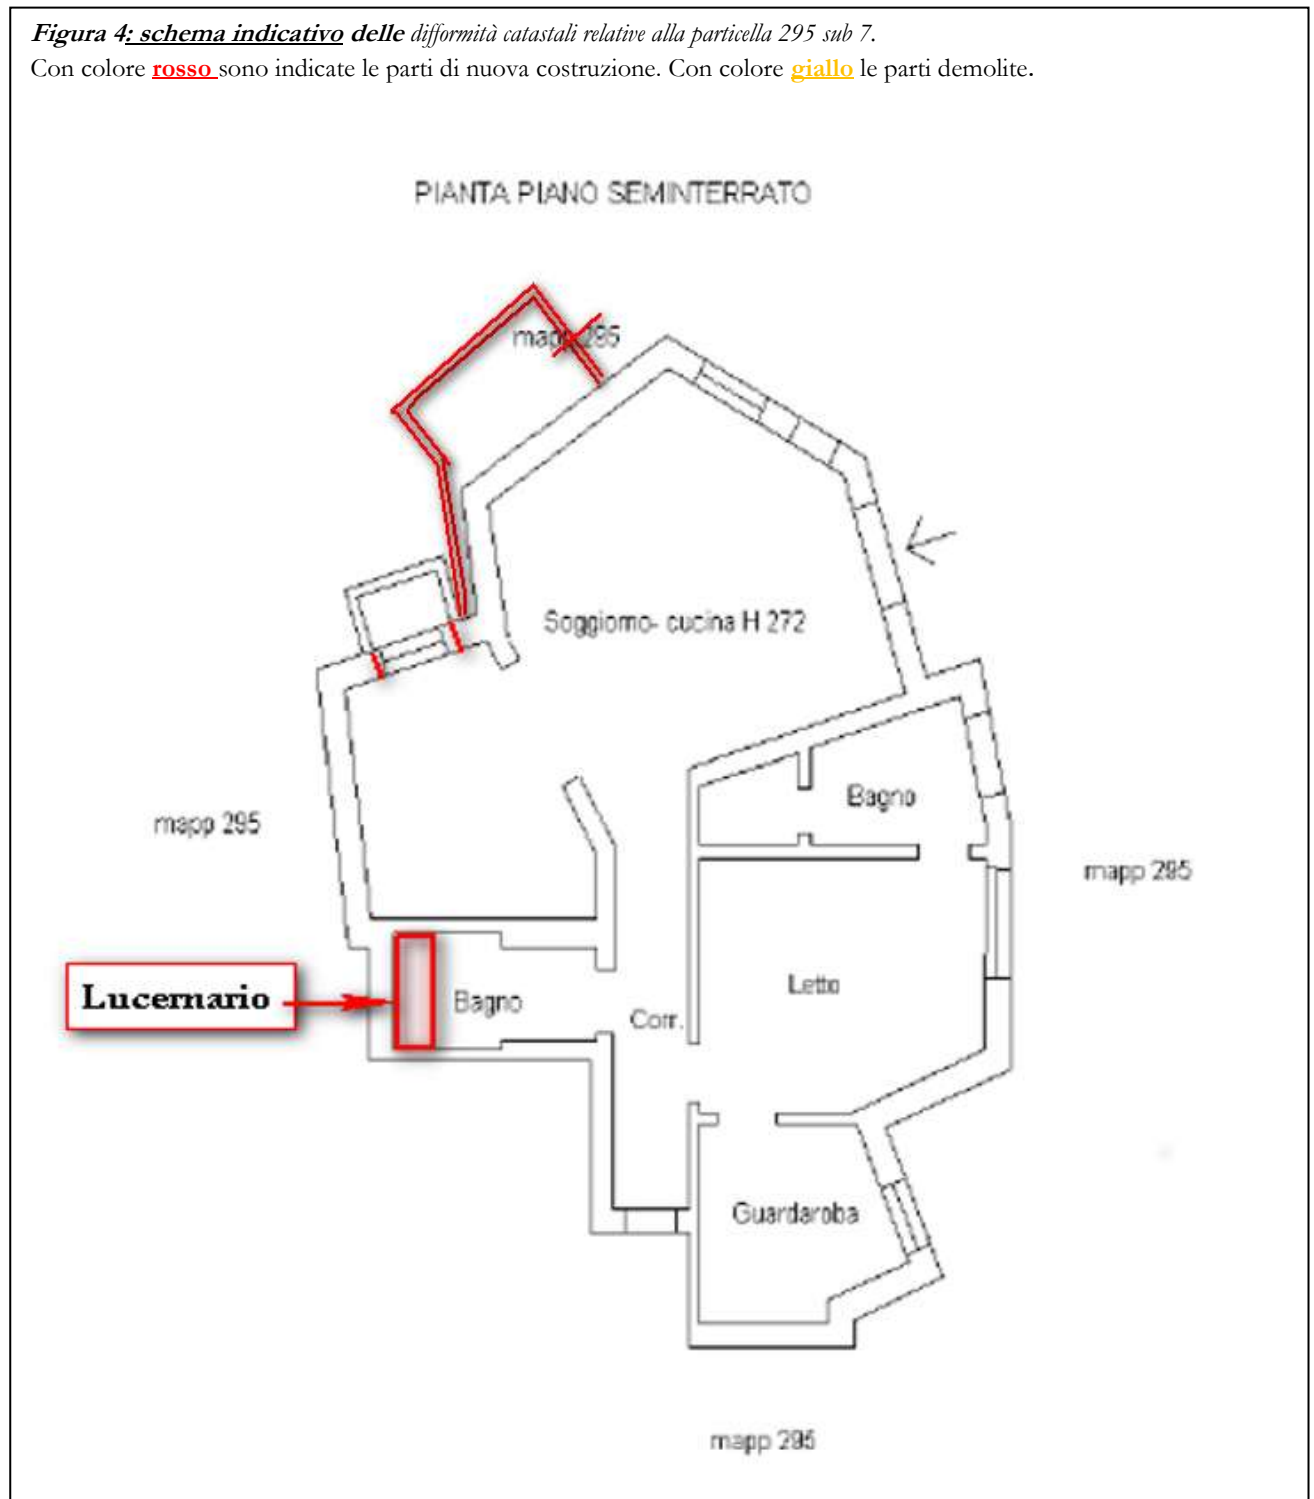 Figura 4: schema indicativo delle difformità catastali relative alla particella 295 sub 7.
Con colore rosso sono indicate le parti di nuova costruzione. Con colore giallo le parti demolite.
PIANTA PIANO SEMINTERRATO
mapp 295
Soggiorno- cucina H 272
Bagno
mapp 295
mapp 295
Letto
Lucernario
Bagno
Corr.
Guardaroba
mapp 295